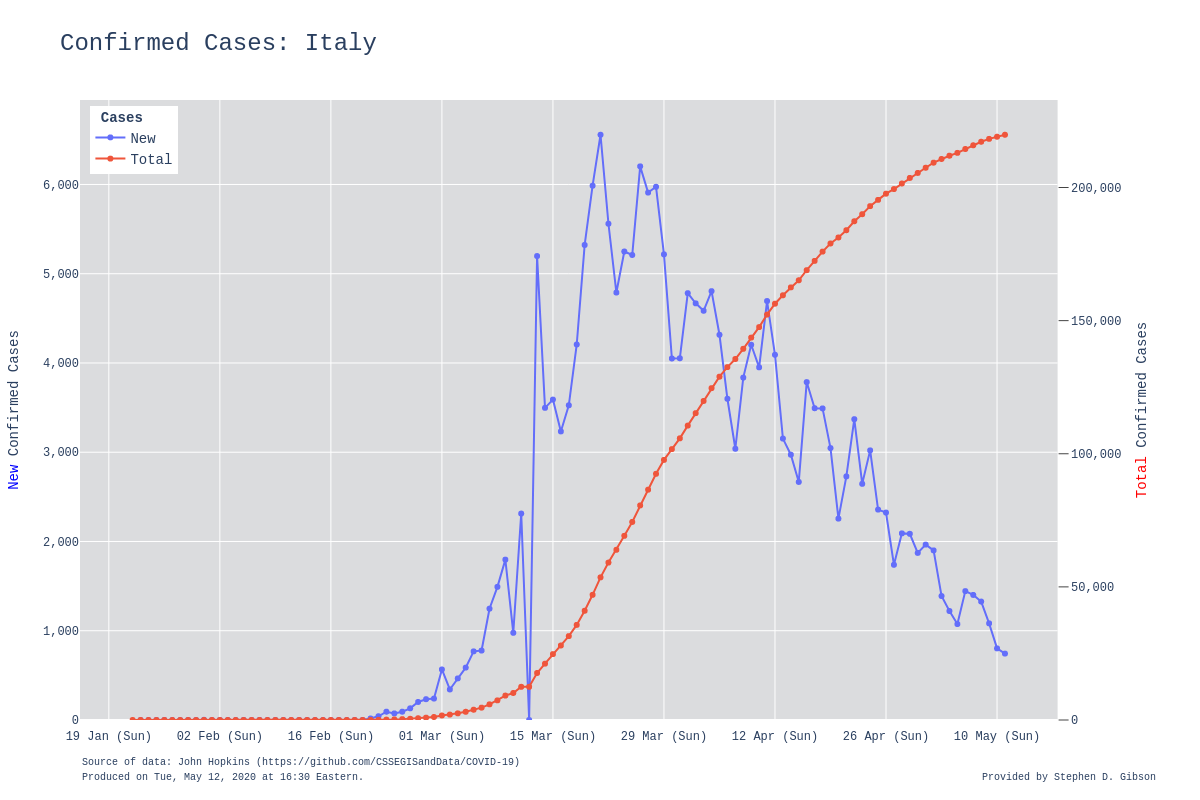 Confirmed Cases: Italy
Cases
New
Total
6,000
5,000
4,000
3,000
2,000
1,000
0
New Confirmed Cases
200,000
150,000
100,000
50,000
0
Total Confirmed Cases
19 Jan (Sun) 02 Feb (Sun) 16 Feb (Sun) 01 Mar (Sun) 15 Mar (Sun) 29 Mar (Sun) 12 Apr (Sun) 26 Apr (Sun) 10 May (Sun)
Source of data: John Hopkins (https://github.com/CSSEGISandData/COVID-19)
Produced on Tue, May 12, 2020 at 16:30 Eastern.
Provided by Stephen D. Gibson